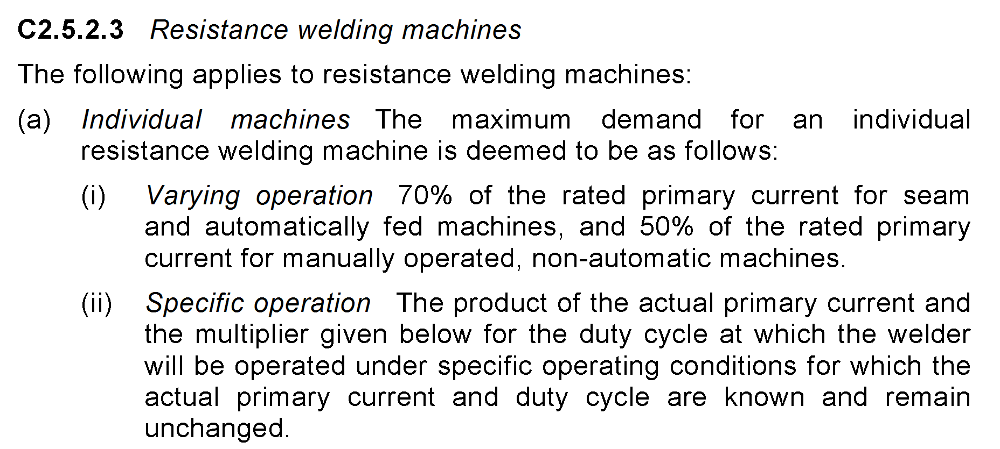 C2.5.2.3 Resistance welding machines
The following applies to resistance welding machines:
(a) Individual machines The maximum demand for an individual
resistance welding machine is deemed to be as follows:
(i) Varying operation 70% of the rated primary current for seam
and automatically fed machines, and 50% of the rated primary
current for manually operated, non-automatic machines.
(ii) Specific operation The product of the actual primary current and
the multiplier given below for the duty cycle at which the welder
will be operated under specific operating conditions for which the
actual primary current and duty cycle are known and remain
unchanged.